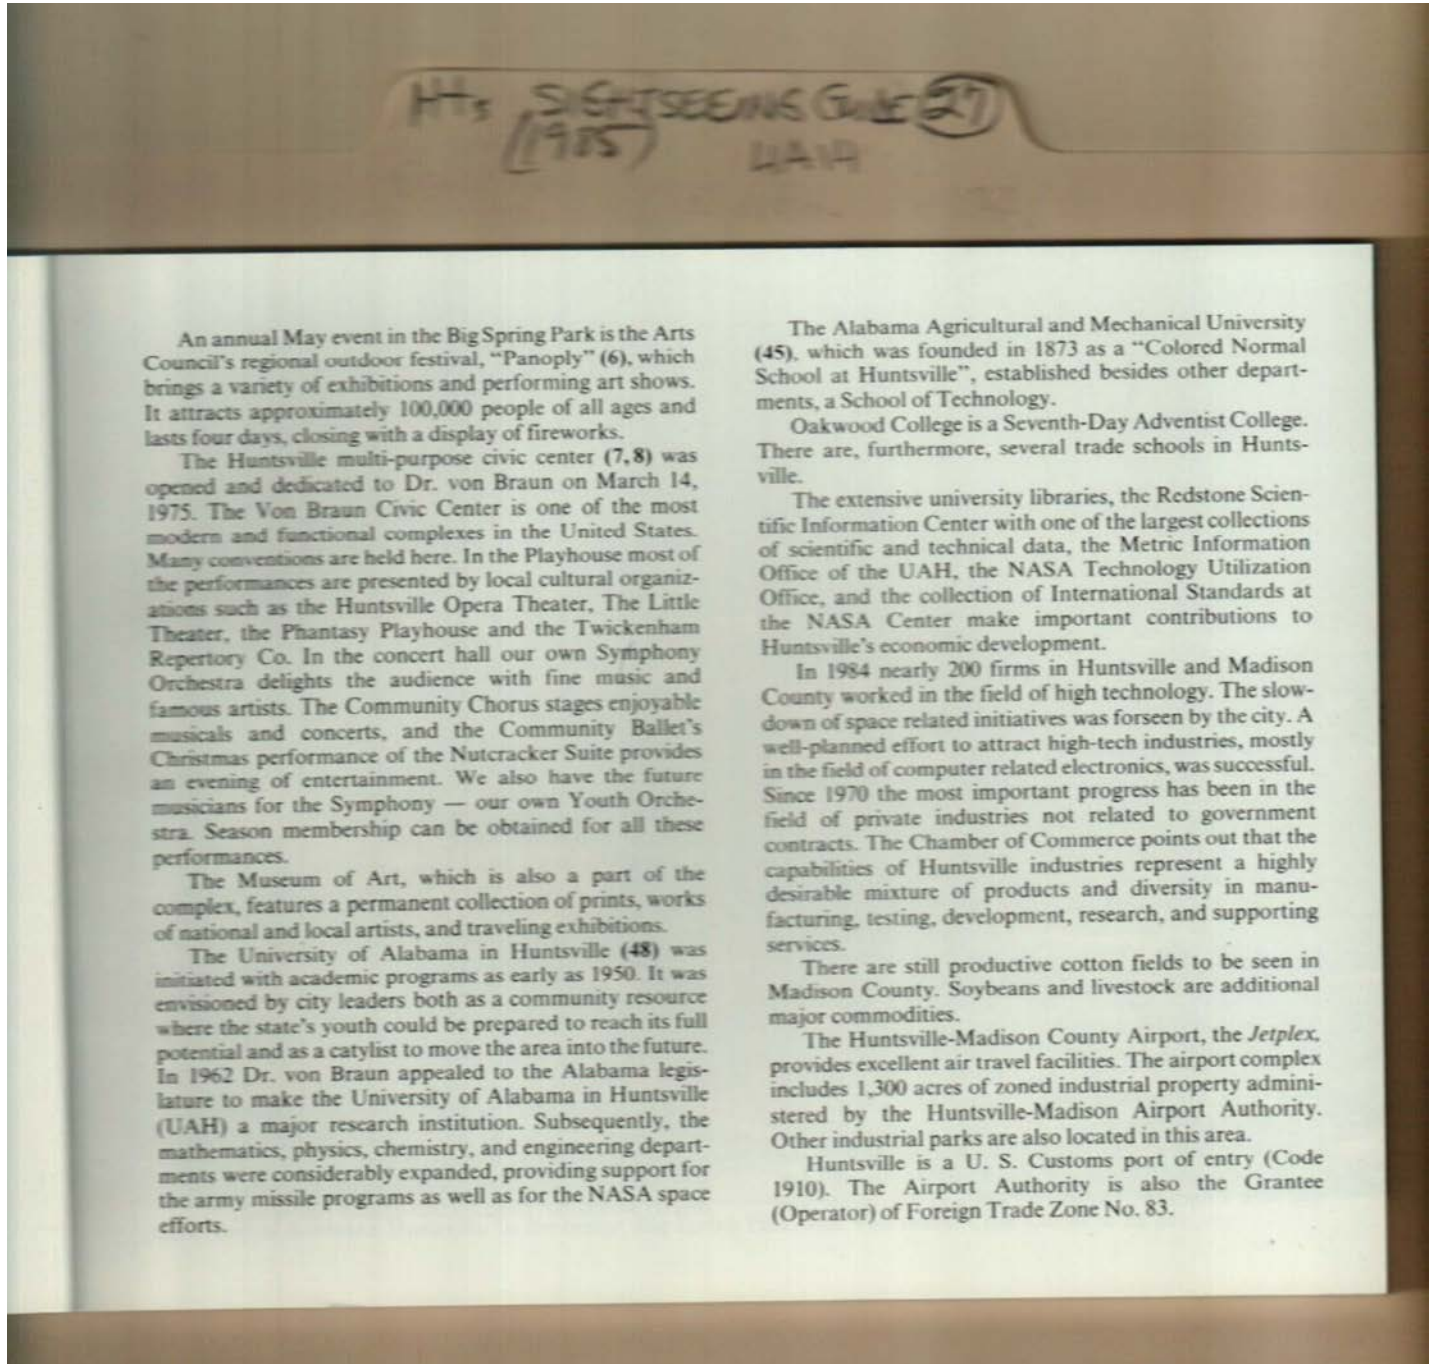 SIGHTSEEING GUIDE 27
(1985) UAH
An annual May event in the Big Spring Park is the Arts
Council's regional outdoor festival, "Panoply" (6), which
brings a variety of exhibitions and performing art shows.
It attracts approximately 100,000 people of all ages and
lasts four days, closing with a display of fireworks.
The Huntsville multi-purpose civic center (7,8) was
opened and dedicated to Dr. von Braun on March 14,
1975. The Von Braun Civic Center is one of the most
modern and functional complexes in the United States.
Many conventions are held here. In the Playhouse most of
the performances are presented by local cultural organiz-
ations such as the Huntsville Opera Theater, The Little
Theater, the Phantasy Playhouse and the Twickenham
Repertory Co. In the concert hall our own Symphony
Orchestra delights the audience with fine music and
famous artists. The Community Chorus stages enjoyable
musicals and concerts, and the Community Ballet's
Christmas performance of the Nutcracker Suite provides
an evening of entertainment. We also have the future
musicians for the Symphony — our own Youth Orche-
stra. Season membership can be obtained for all these
performances.
The Museum of Art, which is also a part of the
complex, features a permanent collection of prints, works
of national and local artists, and traveling exhibitions.
The University of Alabama in Huntsville (48) was
initiated with academic programs as early as 1950. It was
envisioned by city leaders both as a community resource
where the state's youth could be prepared to reach its full
potential and as a catylist to move the area into the future.
In 1962 Dr. von Braun appealed to the Alabama legis-
lature to make the University of Alabama in Huntsville
(UAH) a major research institution. Subsequently, the
mathematics, physics, chemistry, and engineering depart-
ments were considerably expanded, providing support for
the army missile programs as well as for the NASA space
efforts.
The Alabama Agricultural and Mechanical University
(45), which was founded in 1873 as a "Colored Normal
School at Huntsville", established besides other depart-
ments, a School of Technology.
Oakwood College is a Seventh-Day Adventist College.
There are, furthermore, several trade schools in Hunts-
ville.
The extensive university libraries, the Redstone Scien-
tific Information Center with one of the largest collections
of scientific and technical data, the Metric Information
Office of the UAH, the NASA Technology Utilization
Office, and the collection of International Standards at
the NASA Center make important contributions to
Huntsville's economic development.
In 1984 nearly 200 firms in Huntsville and Madison
County worked in the field of high technology. The slow-
down of space related initiatives was forseen by the city. A
well-planned effort to attract high-tech industries, mostly
in the field of computer related electronics, was successful.
Since 1970 the most important progress has been in the
field of private industries not related to government
contracts. The Chamber of Commerce points out that the
capabilities of Huntsville industries represent a highly
desirable mixture of products and diversity in manu-
facturing, testing, development, research, and supporting
services.
There are still productive cotton fields to be seen in
Madison County. Soybeans and livestock are additional
major commodities.
The Huntsville-Madison County Airport, the Jetplex,
provides excellent air travel facilities. The airport complex
includes 1,300 acres of zoned industrial property admini-
stered by the Huntsville-Madison Airport Authority.
Other industrial parks are also located in this area.
Huntsville is a U. S. Customs port of entry (Code
1910). The Airport Authority is also the Grantee
(Operator) of Foreign Trade Zone No. 83.